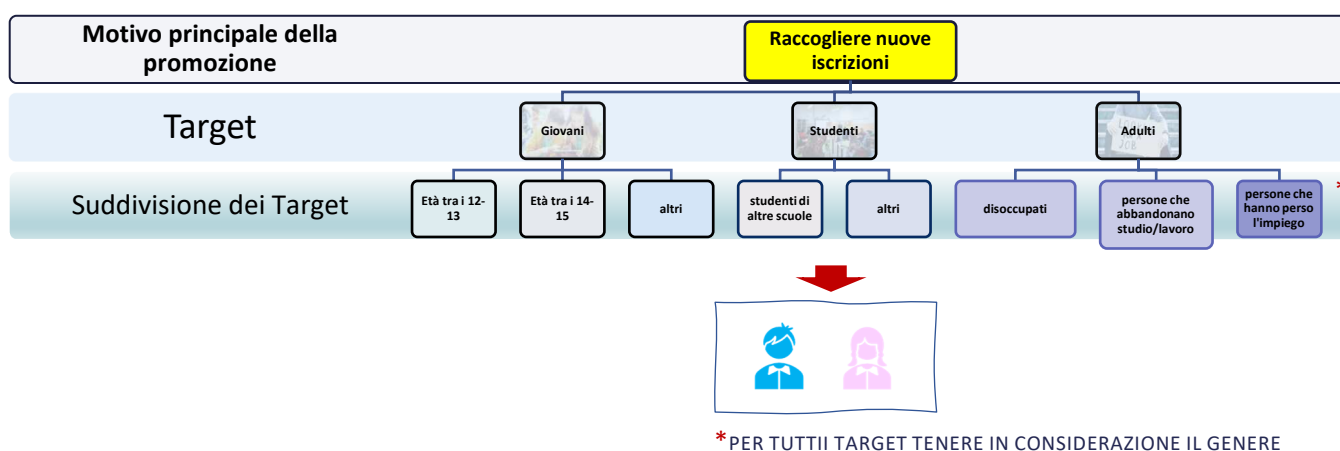 Motivo principale della
promozione
Raccogliere nuove
iscrizioni
Target
Giovani
Studenti
Adulti
Suddivisione dei Target
Età tra i 12-
13
Età tra i 14-
15
altri
studenti di
altre scuole
altri
disoccupati
persone che
abbandonano
studio/lavoro
persone che
hanno perso
l'impiego
*
*PER TUTTII TARGET TENERE IN CONSIDERAZIONE IL GENERE